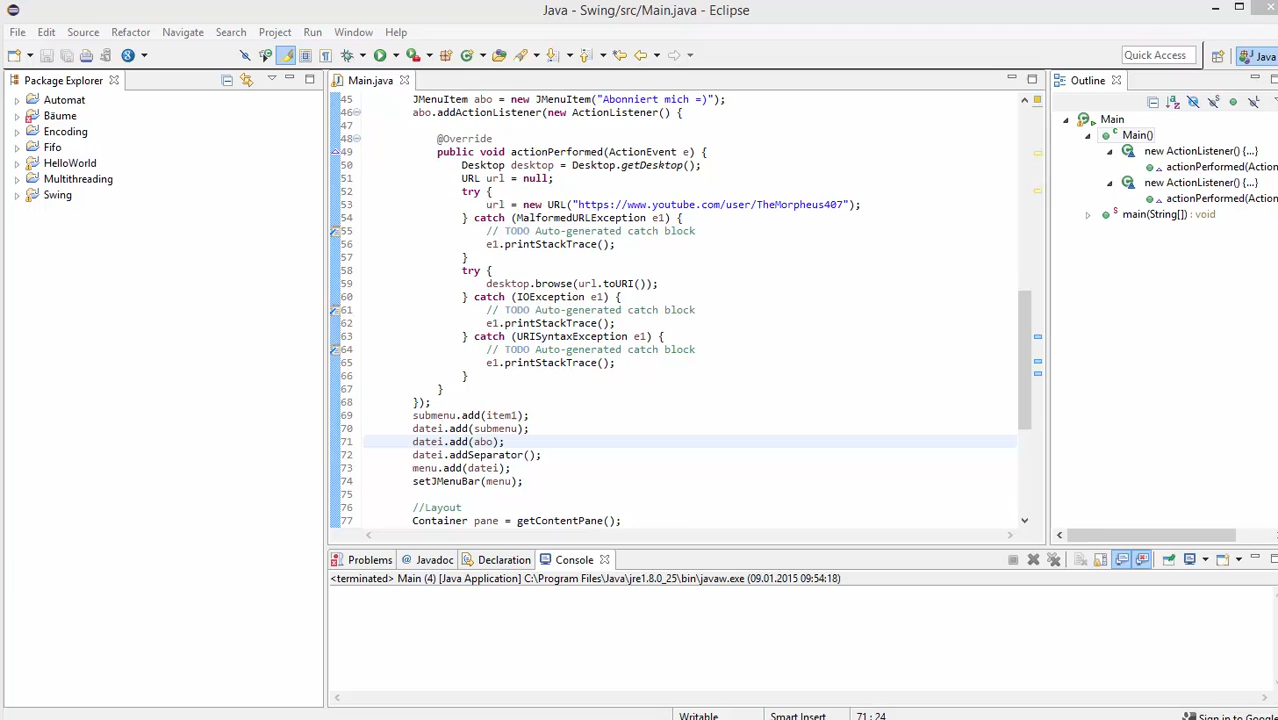 Java - Swing/src/Main.java - Eclipse
File Edit Source Refactor Navigate Search Project Run Window Help
Quick Access
Java
Package Explorer
Automat
Bäume
Encoding
Fifo
HelloWorld
Multithreading
Swing
Main.java
45 JMenuItem abo = new JMenuItem("Abonniert mich =)");
46 abo.addActionListener(new ActionListener() {
47
48 @Override
49 public void actionPerformed(ActionEvent e) {
50 Desktop desktop = Desktop.getDesktop();
51 URL url = null;
52 try {
53 url = new URL("https://www.youtube.com/user/TheMorpheus407");
54 } catch (MalformedURLException e1) {
55 // TODO Auto-generated catch block
56 e1.printStackTrace();
57 }
58 try {
59 desktop.browse(url.toURI());
60 } catch (IOException e1) {
61 // TODO Auto-generated catch block
62 e1.printStackTrace();
63 } catch (URISyntaxException e1) {
64 // TODO Auto-generated catch block
65 e1.printStackTrace();
66 }
67 }
68 });
69 submenu.add(item1);
70 datei.add(submenu);
71 datei.add(abo);
72 datei.addSeparator();
73 menu.add(datei);
74 setJMenuBar(menu);
75
76 //Layout
77 Container pane = getContentPane();
Outline
Main
Main()
new ActionListener() {...}
actionPerformed(Action
new ActionListener() {...}
actionPerformed(Action
main(String[]) : void
Problems Javadoc Declaration Console
<terminated> Main (4) [Java Application] C:\Program Files\Java\jre1.8.0_25\bin\javaw.exe (09.01.2015 09:54:18)
Writable Smart Insert 71 : 24 Sign in to Google